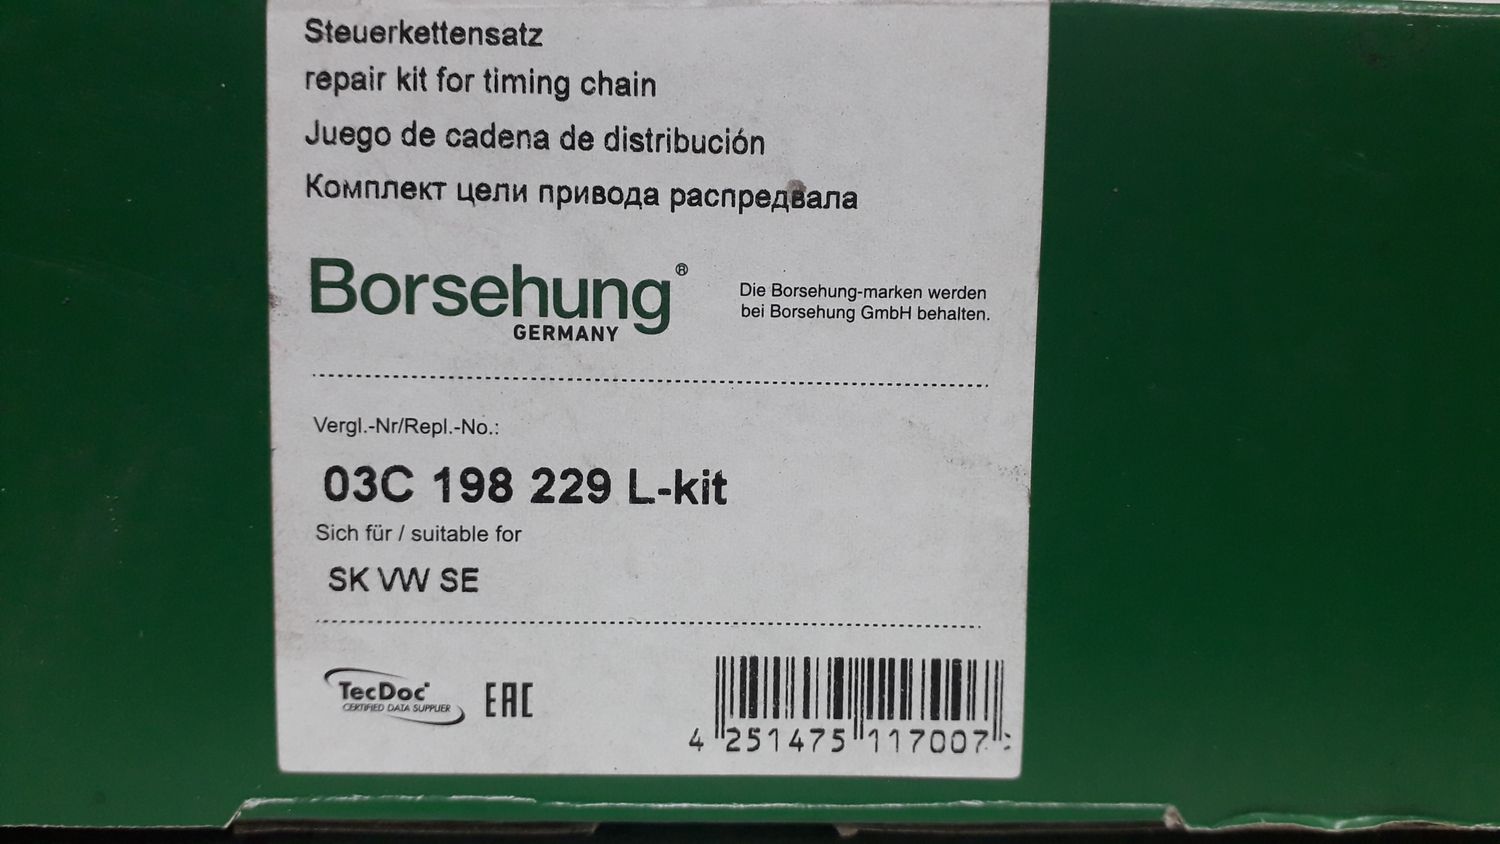 Steuerkettensatz
repair kit for timing chain
Juego de cadena de distribución
Комплект цели привода распредвала
Borsehung®
GERMANY
Die Borsehung-marken werden
bei Borsehung GmbH behalten.
Vergl.-Nr/Repl.-No.:
03C 198 229 L-kit
Sich für / suitable for
SK VW SE
TecDoc
CERTIFIED DATA SUPPLIER
EAC
4 251475 117007